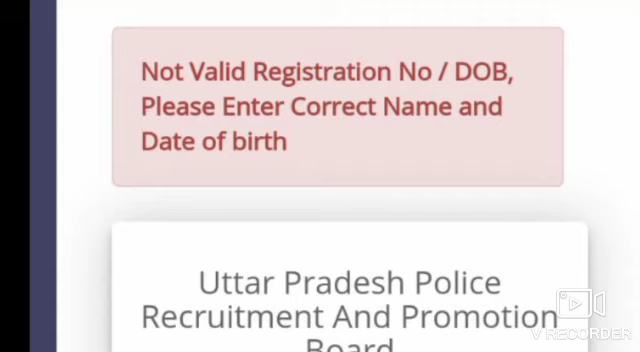 Not Valid Registration No / DOB,
Please Enter Correct Name and
Date of birth
Uttar Pradesh Police
Recruitment And Promotion
Board
V RECORDER